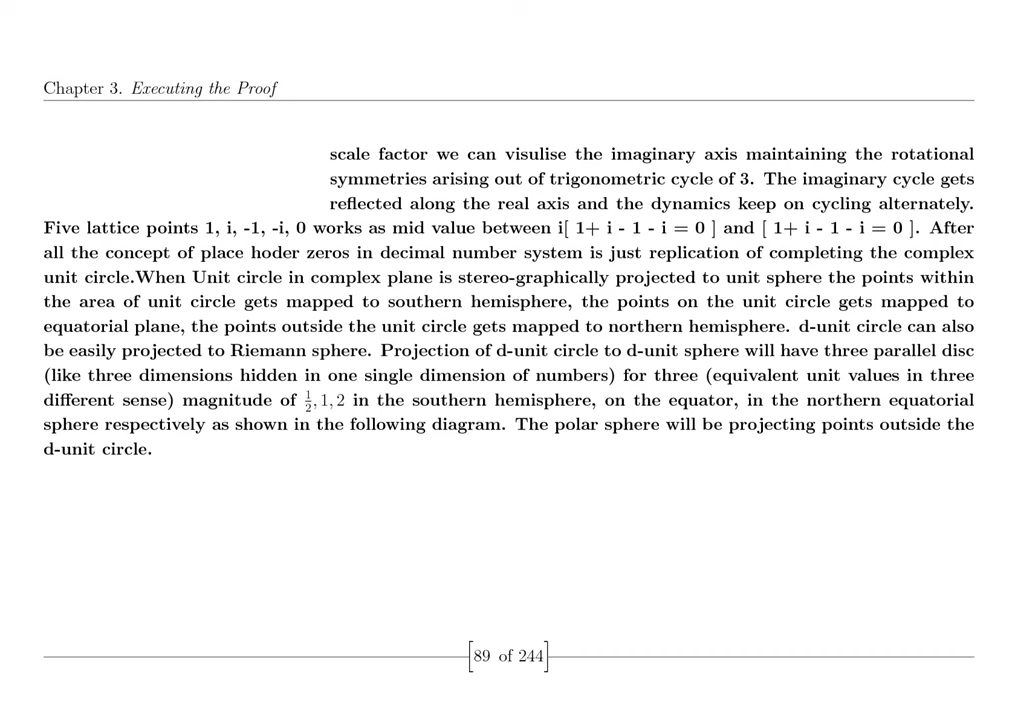 Chapter 3. Executing the Proof
scale factor we can visulise the imaginary axis maintaining the rotational
symmetries arising out of trigonometric cycle of 3. The imaginary cycle gets
reflected along the real axis and the dynamics keep on cycling alternately.
Five lattice points 1, i, -1, -i, 0 works as mid value between i[ 1+ i - 1 - i = 0 ] and [ 1+ i - 1 - i = 0 ]. After
all the concept of place hoder zeros in decimal number system is just replication of completing the complex
unit circle.When Unit circle in complex plane is stereo-graphically projected to unit sphere the points within
the area of unit circle gets mapped to southern hemisphere, the points on the unit circle gets mapped to
equatorial plane, the points outside the unit circle gets mapped to northern hemisphere. d-unit circle can also
be easily projected to Riemann sphere. Projection of d-unit circle to d-unit sphere will have three parallel disc
(like three dimensions hidden in one single dimension of numbers) for three (equivalent unit values in three
different sense) magnitude of 1/2, 1, 2 in the southern hemisphere, on the equator, in the northern equatorial
sphere respectively as shown in the following diagram. The polar sphere will be projecting points outside the
d-unit circle.
[89 of 244]